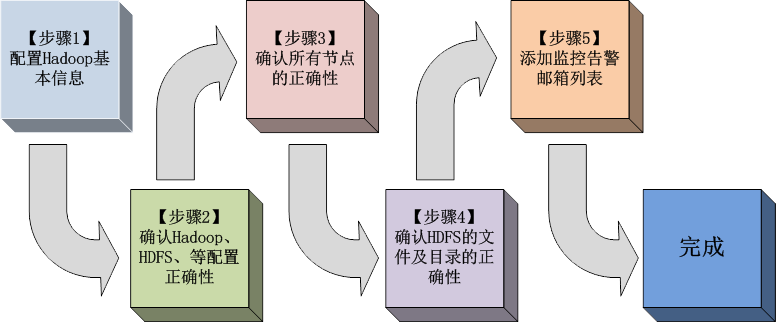 【步骤1】
配置Hadoop基
本信息
【步骤2】
确认Hadoop、
HDFS、等配置
正确性
【步骤3】
确认所有节点
的正确性
【步骤4】
确认HDFS的文
件及目录的正
确性
【步骤5】
添加监控告警
邮箱列表
完成